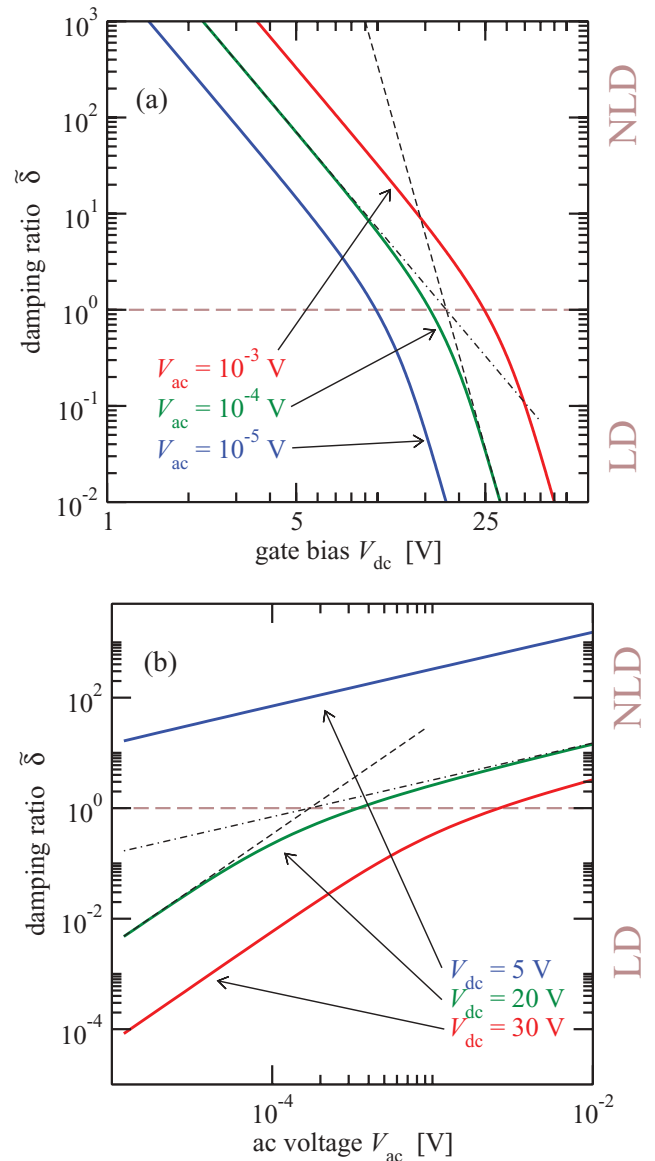 10^3
(a)
NLD
10^2
10^1
damping ratio δ̃
10^0
V_ac = 10^-3 V
V_ac = 10^-4 V
V_ac = 10^-5 V
10^-1
LD
10^-2
1 5 25
gate bias V_dc [V]
(b)
NLD
10^2
damping ratio δ̃
10^0
10^-2
V_dc = 5 V
V_dc = 20 V
V_dc = 30 V
LD
10^-4
10^-4 10^-2
ac voltage V_ac [V]